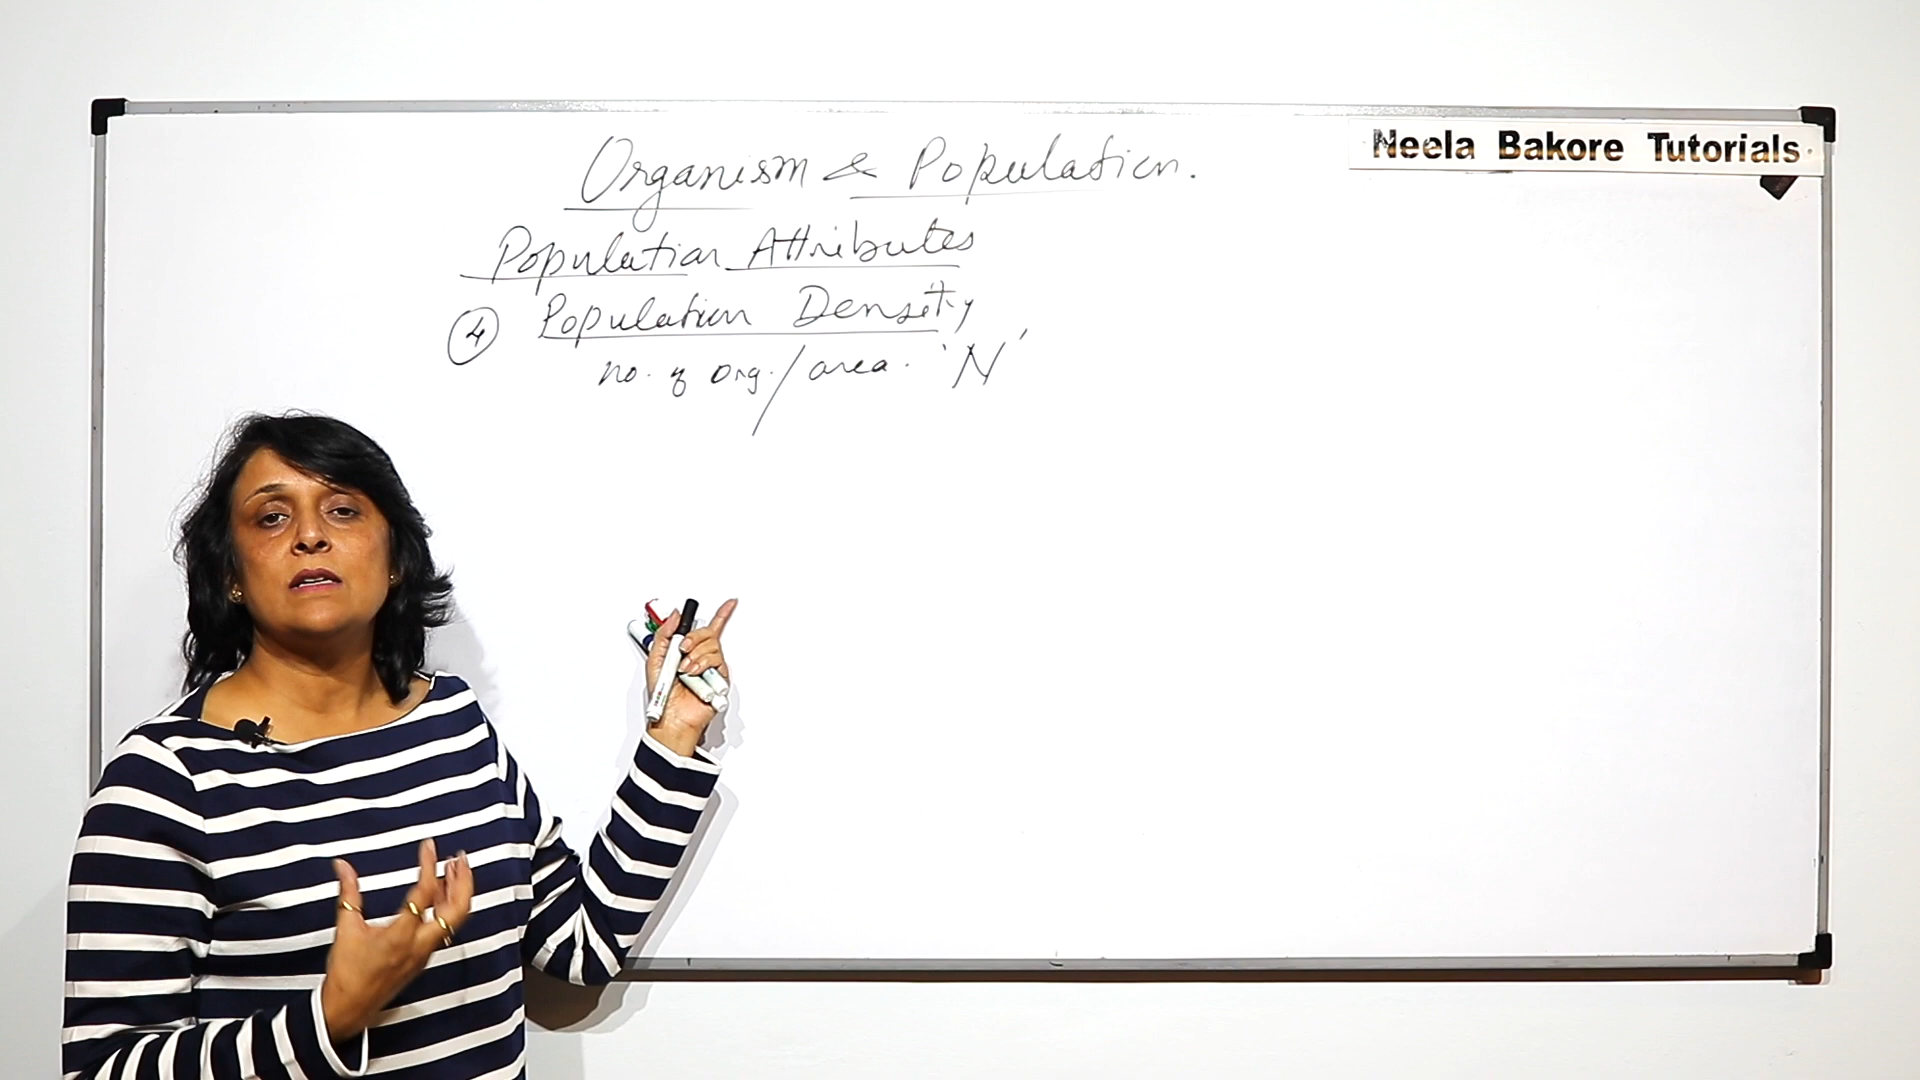 Neela Bakore Tutorials
Organism & Population.
Population Attributes
④ Population Density
no. of org./area. 'N'